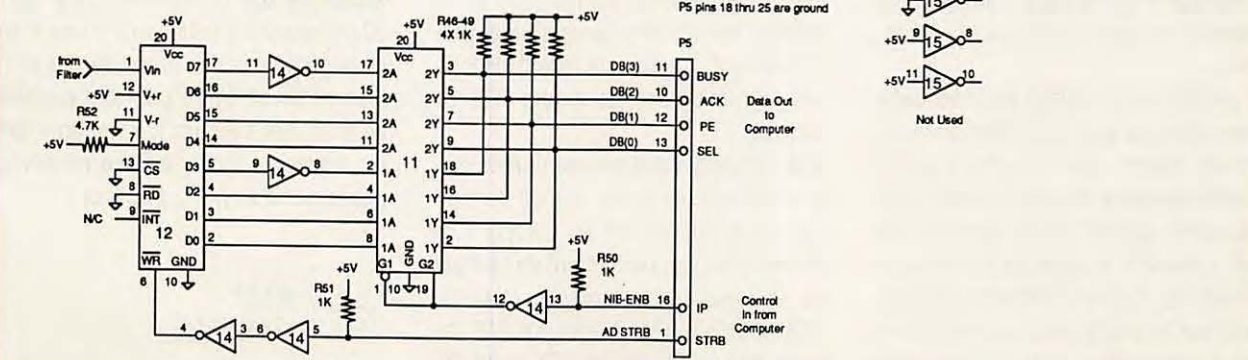 P5 pins 18 thru 25 are ground
+5V
20
Vcc
from Filter
1
Vin
+5V
12
V+r
11
V-r
R52
4.7K
+5V
7
Mode
13
CS
8
RD
N/C
9
INT
12
WR
GND
6
10
D7
17
D6
16
D5
15
D4
14
D3
5
D2
4
D1
3
D0
2
11
14
10
9
14
8
+5V
20
Vcc
17
2A
15
2A
13
2A
11
2A
2
1A
4
1A
6
1A
8
1A
11
2Y
3
2Y
5
2Y
7
2Y
9
1Y
18
1Y
16
1Y
14
1Y
2
G1
GND
G2
1
10
19
R46-49
4X 1K
+5V
P5
DB(3)
11
BUSY
DB(2)
10
ACK
DB(1)
12
PE
DB(0)
13
SEL
Data Out
to
Computer
+5V
R50
1K
12
14
13
NIB-ENB
16
IP
Control
In from
Computer
+5V
R51
1K
4
14
3
6
14
5
AD STRB
1
STRB
+5V
9
15
8
+5V
11
15
10
Not Used